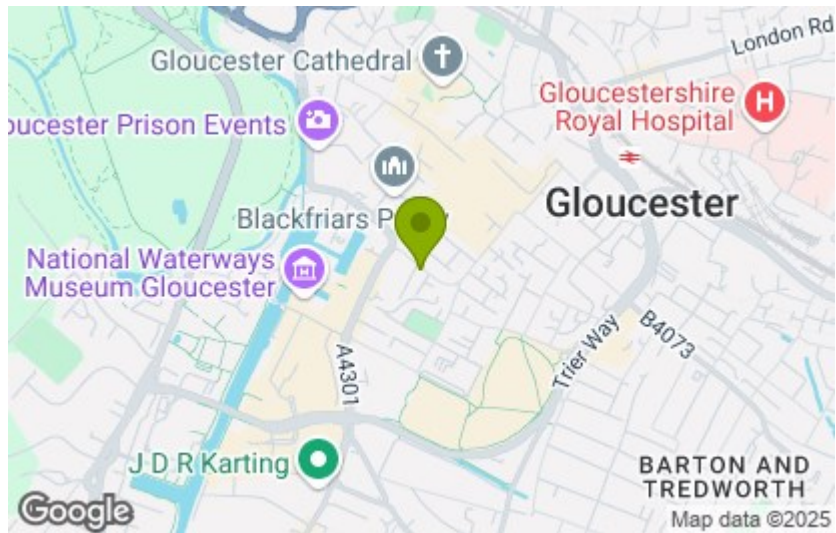 London Rd
Gloucester Cathedral
Gloucestershire
Royal Hospital
oucester Prison Events
H
Gloucester
Blackfriars P
National Waterways
Museum Gloucester
A4301
Trier Way
B4073
J D R Karting
BARTON AND
TREDWORTH
Google
Map data ©2025